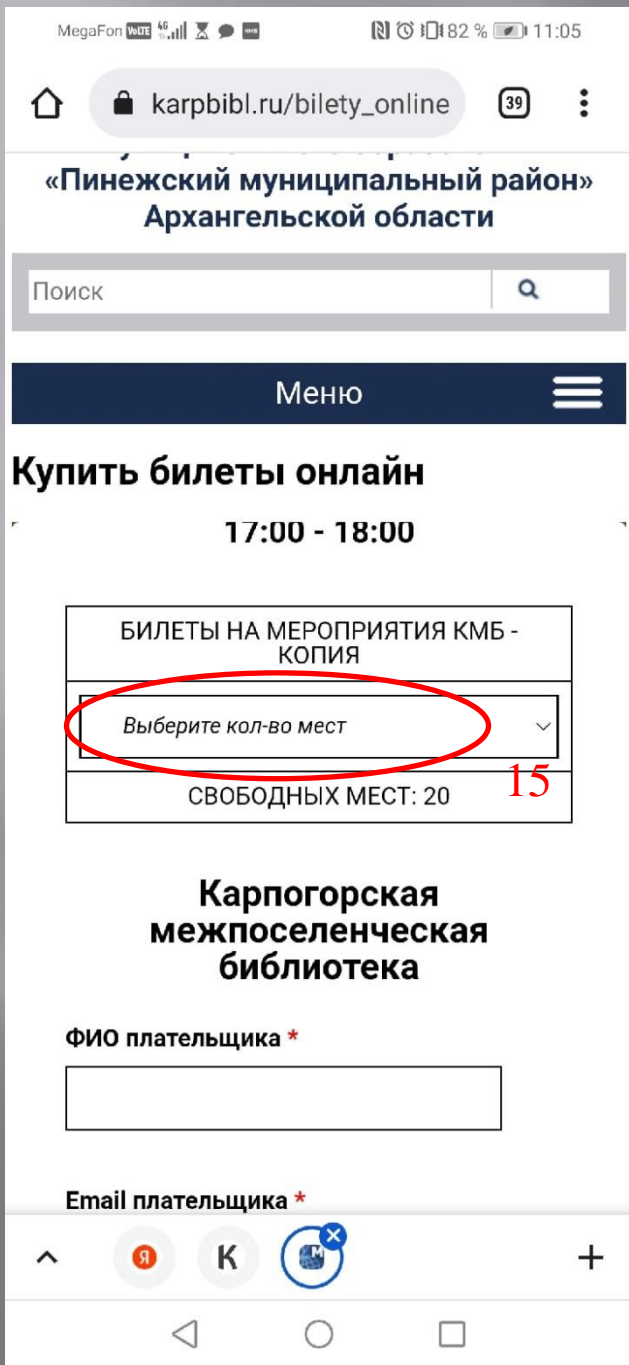 MegaFon VoLTE 4G 82 % 11:05
karpbibl.ru/bilety_online 39
«Пинежский муниципальный район»
Архангельской области
Поиск
Меню
Купить билеты онлайн
17:00 - 18:00
БИЛЕТЫ НА МЕРОПРИЯТИЯ КМБ -
КОПИЯ
Выберите кол-во мест
15
СВОБОДНЫХ МЕСТ: 20
Карпогорская
межпоселенческая
библиотека
ФИО плательщика *
Email плательщика *
Я К М